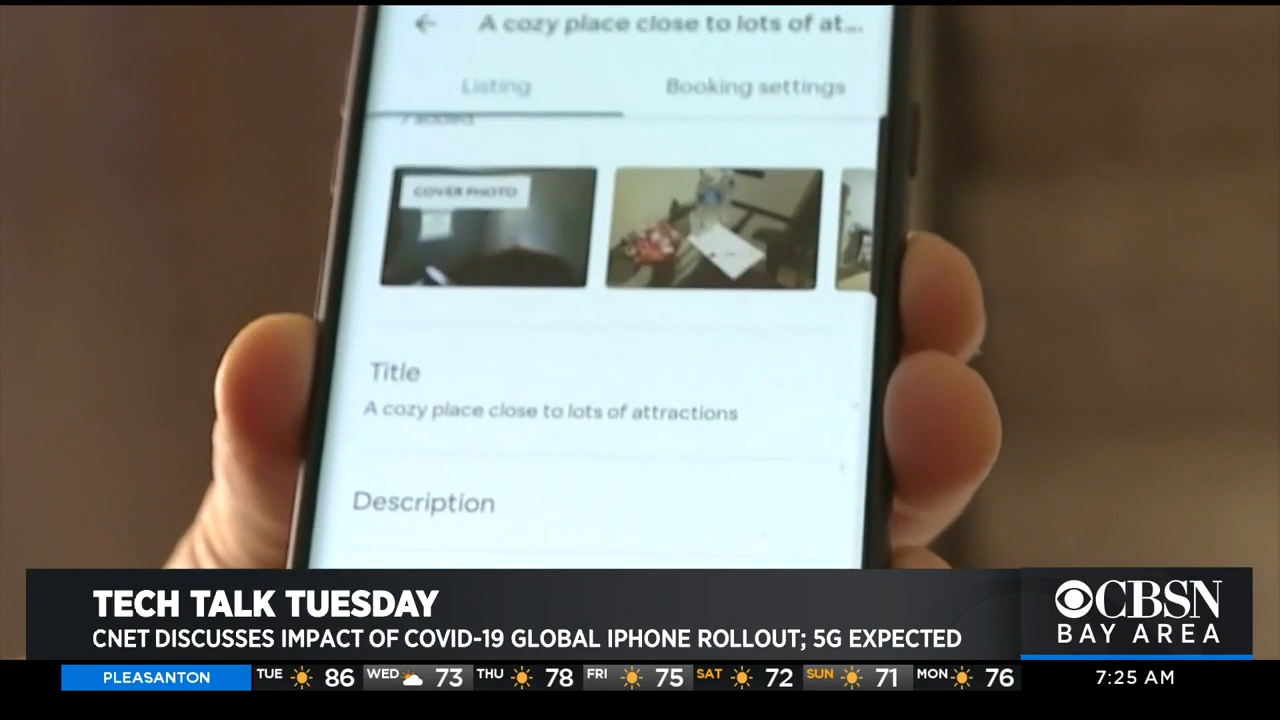 A cozy place close to lots of at...
Listing
Booking settings
7 added
COVER PHOTO
Title
A cozy place close to lots of attractions
Description
TECH TALK TUESDAY
CNET DISCUSSES IMPACT OF COVID-19 GLOBAL IPHONE ROLLOUT; 5G EXPECTED
CBSN
BAY AREA
PLEASANTON TUE 86 WED 73 THU 78 FRI 75 SAT 72 SUN 71 MON 76 7:25 AM